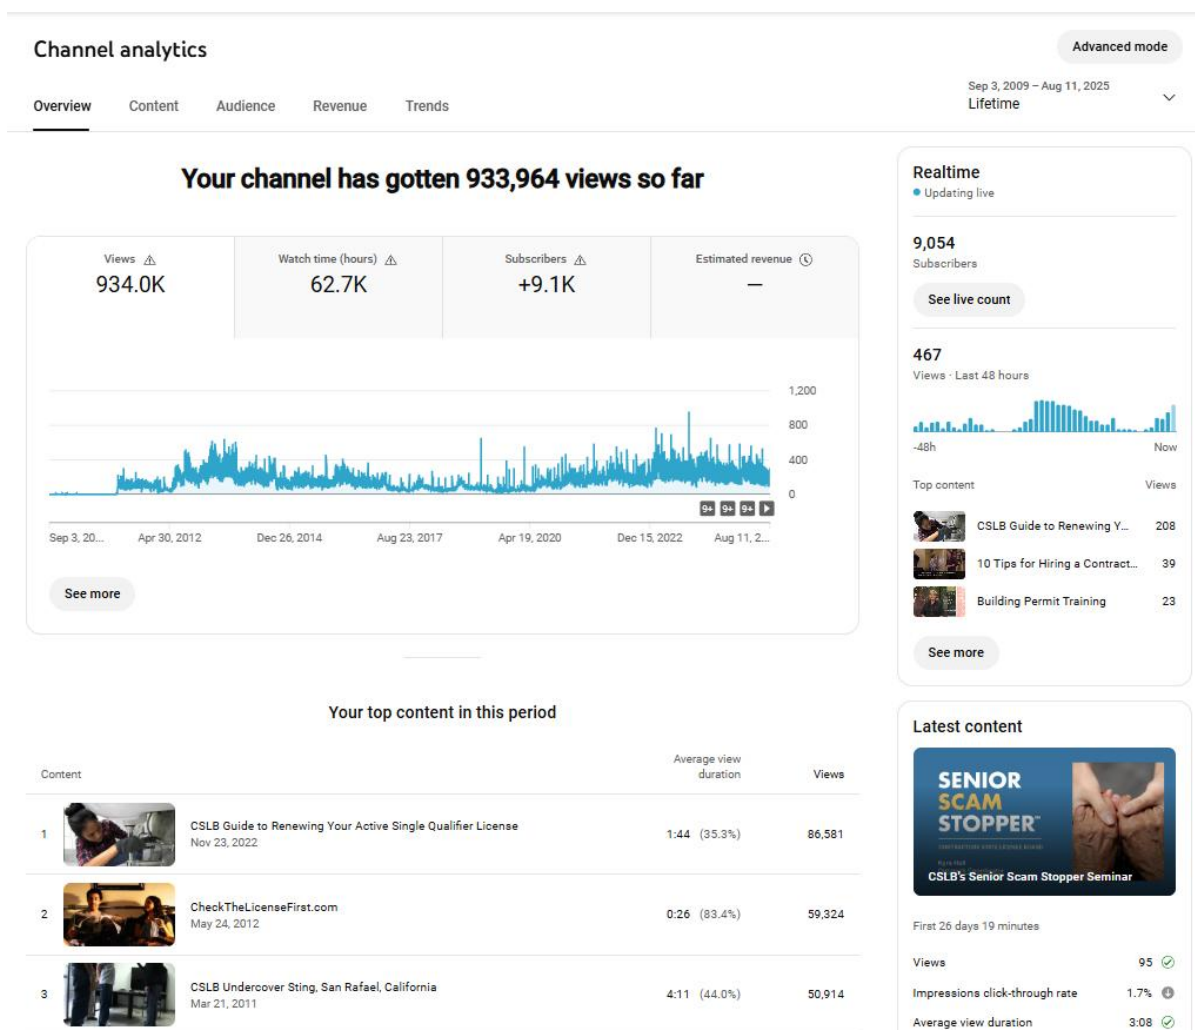 Channel analytics
Advanced mode
Overview Content Audience Revenue Trends
Sep 3, 2009 – Aug 11, 2025
Lifetime
Your channel has gotten 933,964 views so far
Views
934.0K
Watch time (hours)
62.7K
Subscribers
+9.1K
Estimated revenue
—
1,200
800
400
0
9+ 9+ 9+
Sep 3, 20... Apr 30, 2012 Dec 26, 2014 Aug 23, 2017 Apr 19, 2020 Dec 15, 2022 Aug 11, 2...
See more
Your top content in this period
Content Average view duration Views
1 CSLB Guide to Renewing Your Active Single Qualifier License 1:44 (35.3%) 86,581
Nov 23, 2022
2 CheckTheLicenseFirst.com 0:26 (83.4%) 59,324
May 24, 2012
3 CSLB Undercover Sting, San Rafael, California 4:11 (44.0%) 50,914
Mar 21, 2011
Realtime
Updating live
9,054
Subscribers
See live count
467
Views · Last 48 hours
-48h Now
Top content Views
CSLB Guide to Renewing Y... 208
10 Tips for Hiring a Contract... 39
Building Permit Training 23
See more
Latest content
SENIOR
SCAM
STOPPER™
CONTRACTORS STATE LICENSE BOARD
CSLB's Senior Scam Stopper Seminar
First 26 days 19 minutes
Views 95
Impressions click-through rate 1.7%
Average view duration 3:08